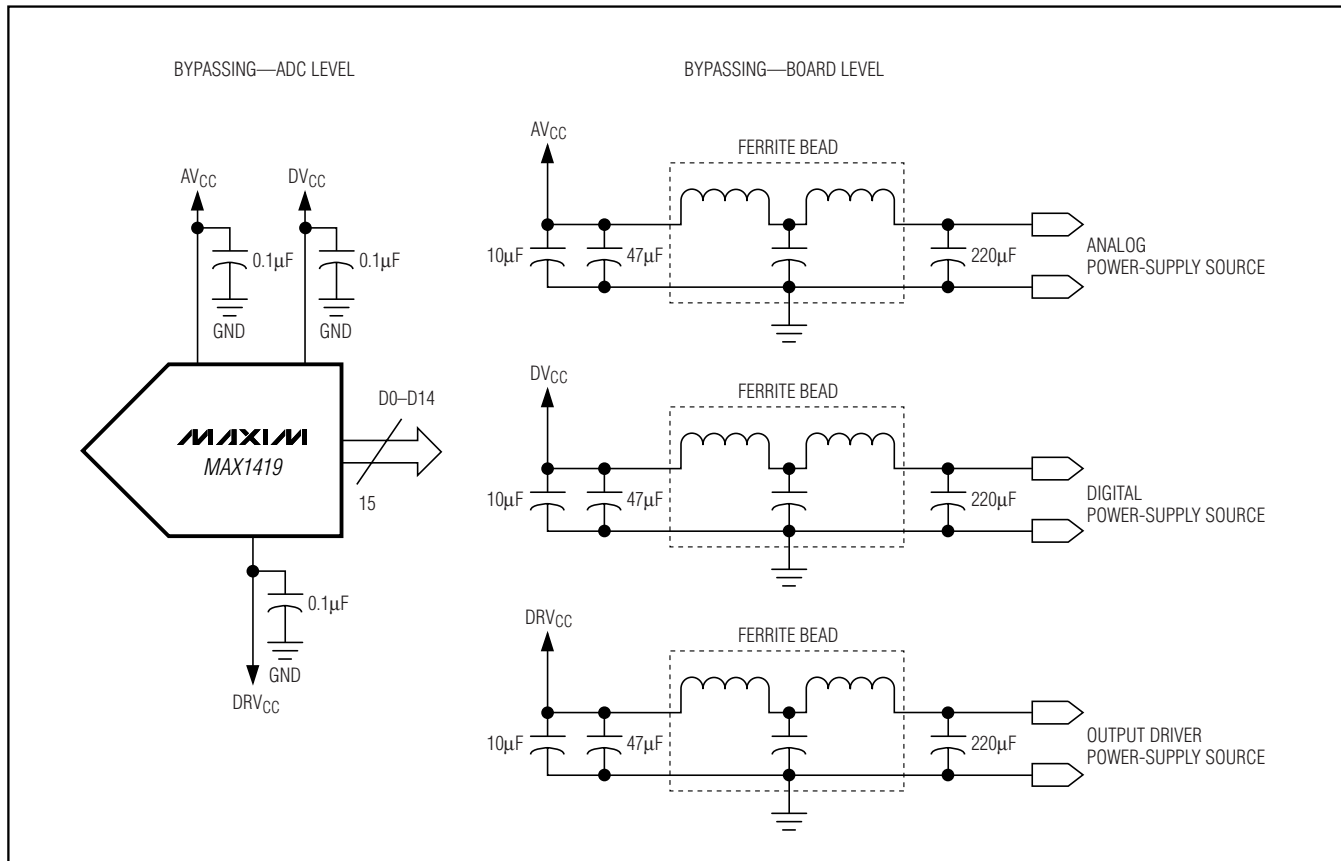 BYPASSING—ADC LEVEL
BYPASSING—BOARD LEVEL
AVCC
DVCC
0.1µF
0.1µF
GND
GND
MAXIM
MAX1419
D0–D14
15
0.1µF
GND
DRVCC
AVCC
FERRITE BEAD
10µF
47µF
220µF
ANALOG
POWER-SUPPLY SOURCE
DVCC
FERRITE BEAD
10µF
47µF
220µF
DIGITAL
POWER-SUPPLY SOURCE
DRVCC
FERRITE BEAD
10µF
47µF
220µF
OUTPUT DRIVER
POWER-SUPPLY SOURCE